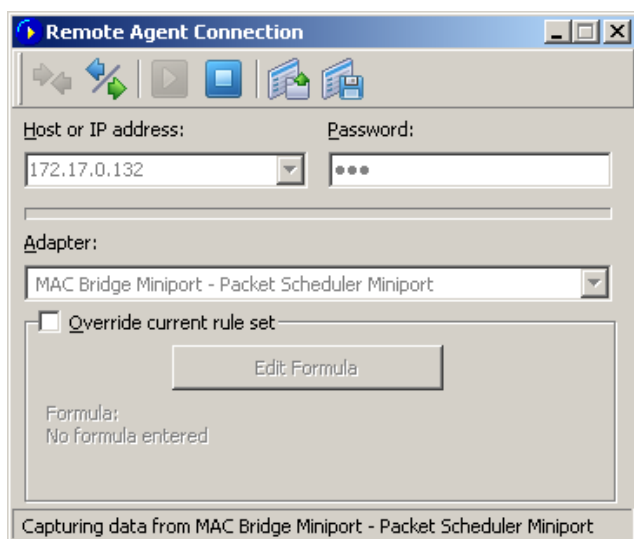 Remote Agent Connection
Host or IP address:
Password:
172.17.0.132
●●●
Adapter:
MAC Bridge Miniport - Packet Scheduler Miniport
Override current rule set
Edit Formula
Formula:
No formula entered
Capturing data from MAC Bridge Miniport - Packet Scheduler Miniport